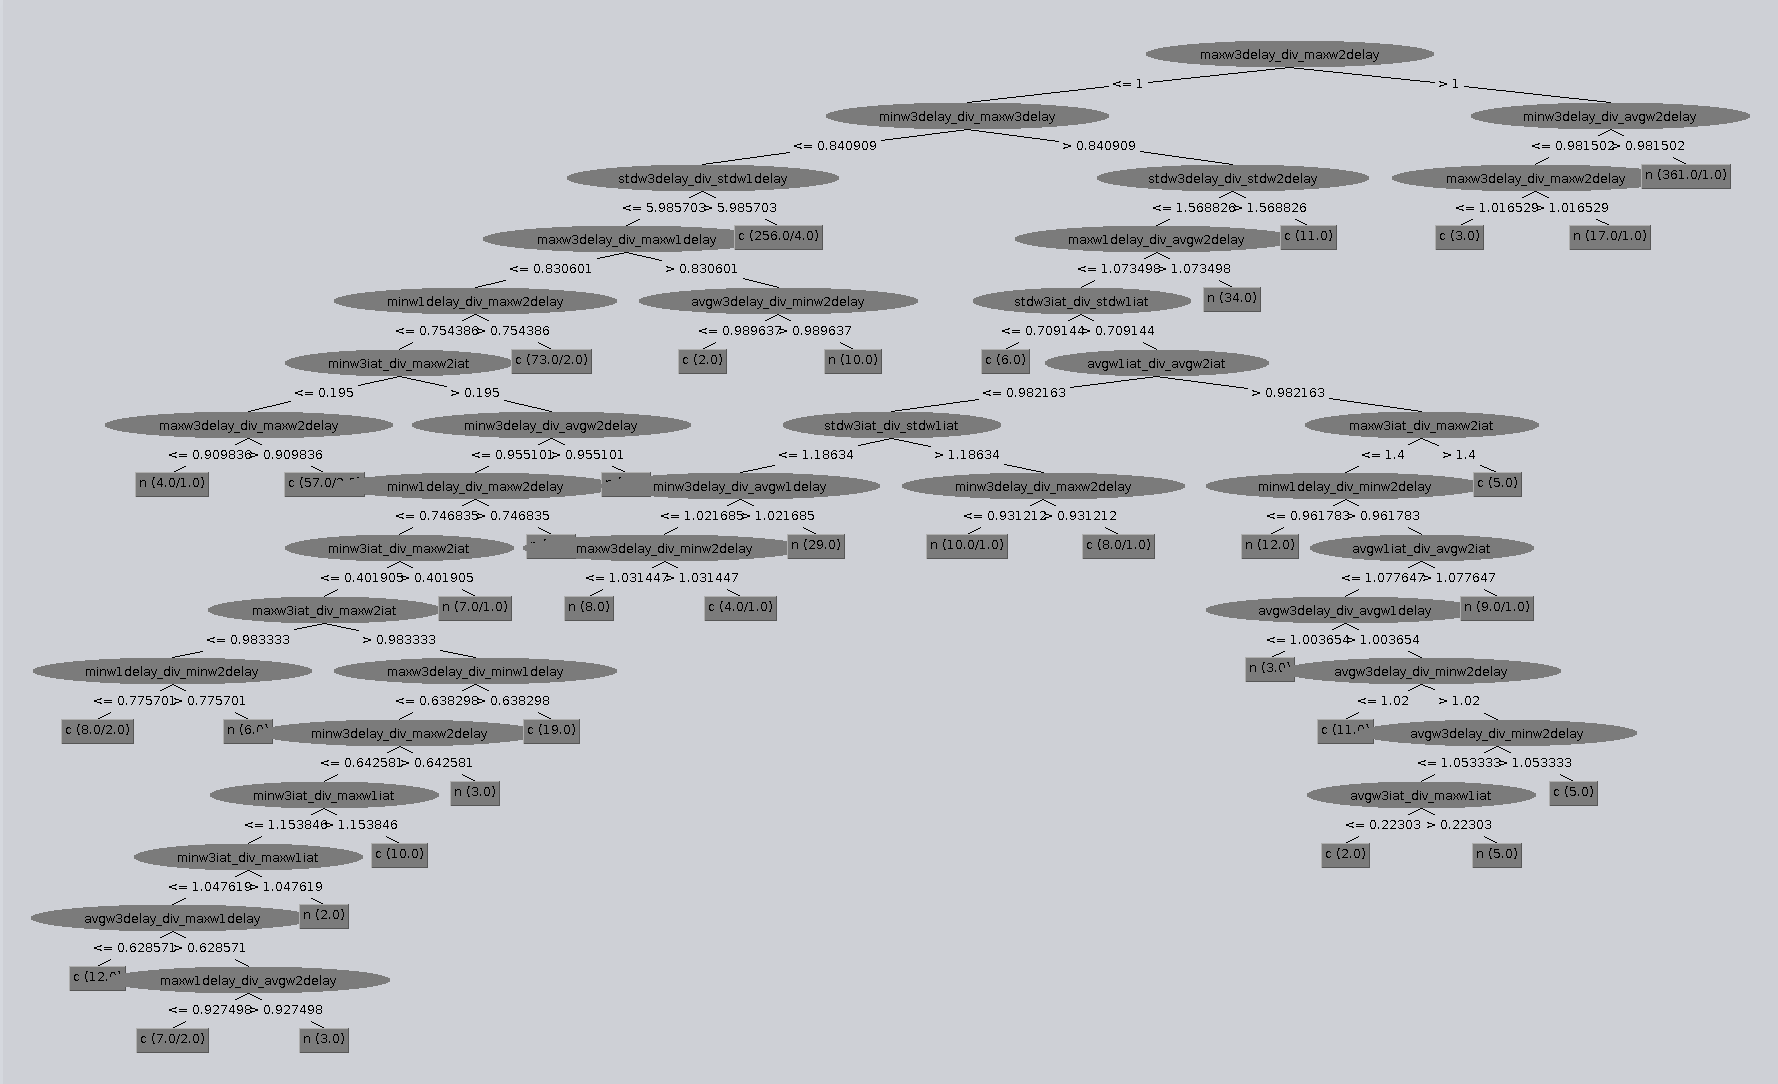 maxw3delay_div_maxw2delay
<= 1 > 1
minw3delay_div_maxw3delay minw3delay_div_avgw2delay
<= 0.840909 > 0.840909 <= 0.981502 > 0.981502
stdw3delay_div_stdw1delay stdw3delay_div_stdw2delay maxw3delay_div_maxw2delay n (361.0/1.0)
<= 5.985703 > 5.985703 <= 1.568826 > 1.568826 <= 1.016529 > 1.016529
maxw3delay_div_maxw1delay c (256.0/4.0) maxw1delay_div_avgw2delay c (11.0) c (3.0) n (17.0/1.0)
<= 0.830601 > 0.830601 <= 1.073498 > 1.073498
minw1delay_div_maxw2delay avgw3delay_div_minw2delay stdw3iat_div_stdw1iat n (34.0)
<= 0.754386 > 0.754386 <= 0.989637 > 0.989637 <= 0.709144 > 0.709144
minw3iat_div_maxw2iat c (73.0/2.0) c (2.0) n (10.0) c (6.0) avgw1iat_div_avgw2iat
<= 0.195 > 0.195 <= 0.982163 > 0.982163
maxw3delay_div_maxw2delay minw3delay_div_avgw2delay stdw3iat_div_stdw1iat maxw3iat_div_maxw2iat
<= 0.909836 > 0.909836 <= 0.955101 > 0.955101 <= 1.18634 > 1.18634 <= 1.4 > 1.4
n (4.0/1.0) c minw1delay_div_maxw2delay minw3delay_div_avgw1delay minw3delay_div_maxw2delay minw1delay_div_minw2delay c (5.0)
<= 0.746835 > 0.746835 <= 1.021685 > 1.021685 <= 0.931212 > 0.931212 <= 0.961783 > 0.961783
minw3iat_div_maxw2iat maxw3delay_div_minw2delay n (29.0) n (10.0/1.0) c (8.0/1.0) n (12.0) avgw1iat_div_avgw2iat
<= 0.401905 > 0.401905 <= 1.031447 > 1.031447 <= 1.077647 > 1.077647
maxw3iat_div_maxw2iat n (7.0/1.0) n (8.0) c (4.0/1.0) avgw3delay_div_avgw1delay n (9.0/1.0)
<= 0.983333 > 0.983333 <= 1.003654 > 1.003654
minw1delay_div_minw2delay maxw3delay_div_minw1delay n (3.0) avgw3delay_div_minw2delay
<= 0.775701 > 0.775701 <= 0.638298 > 0.638298 <= 1.02 > 1.02
c (8.0/2.0) n (6.0) minw3delay_div_maxw2delay c (19.0) c (11.0) avgw3delay_div_minw2delay
<= 0.642581 > 0.642581 <= 1.053333 > 1.053333
minw3iat_div_maxw1iat n (3.0) avgw3iat_div_maxw1iat c (5.0)
<= 1.153846 > 1.153846 <= 0.22303 > 0.22303
minw3iat_div_maxw1iat c (10.0) c (2.0) n (5.0)
<= 1.047619 > 1.047619
avgw3delay_div_maxw1delay n (2.0)
<= 0.628571 > 0.628571
c (12.0) maxw1delay_div_avgw2delay
<= 0.927498 > 0.927498
c (7.0/2.0) n (3.0)